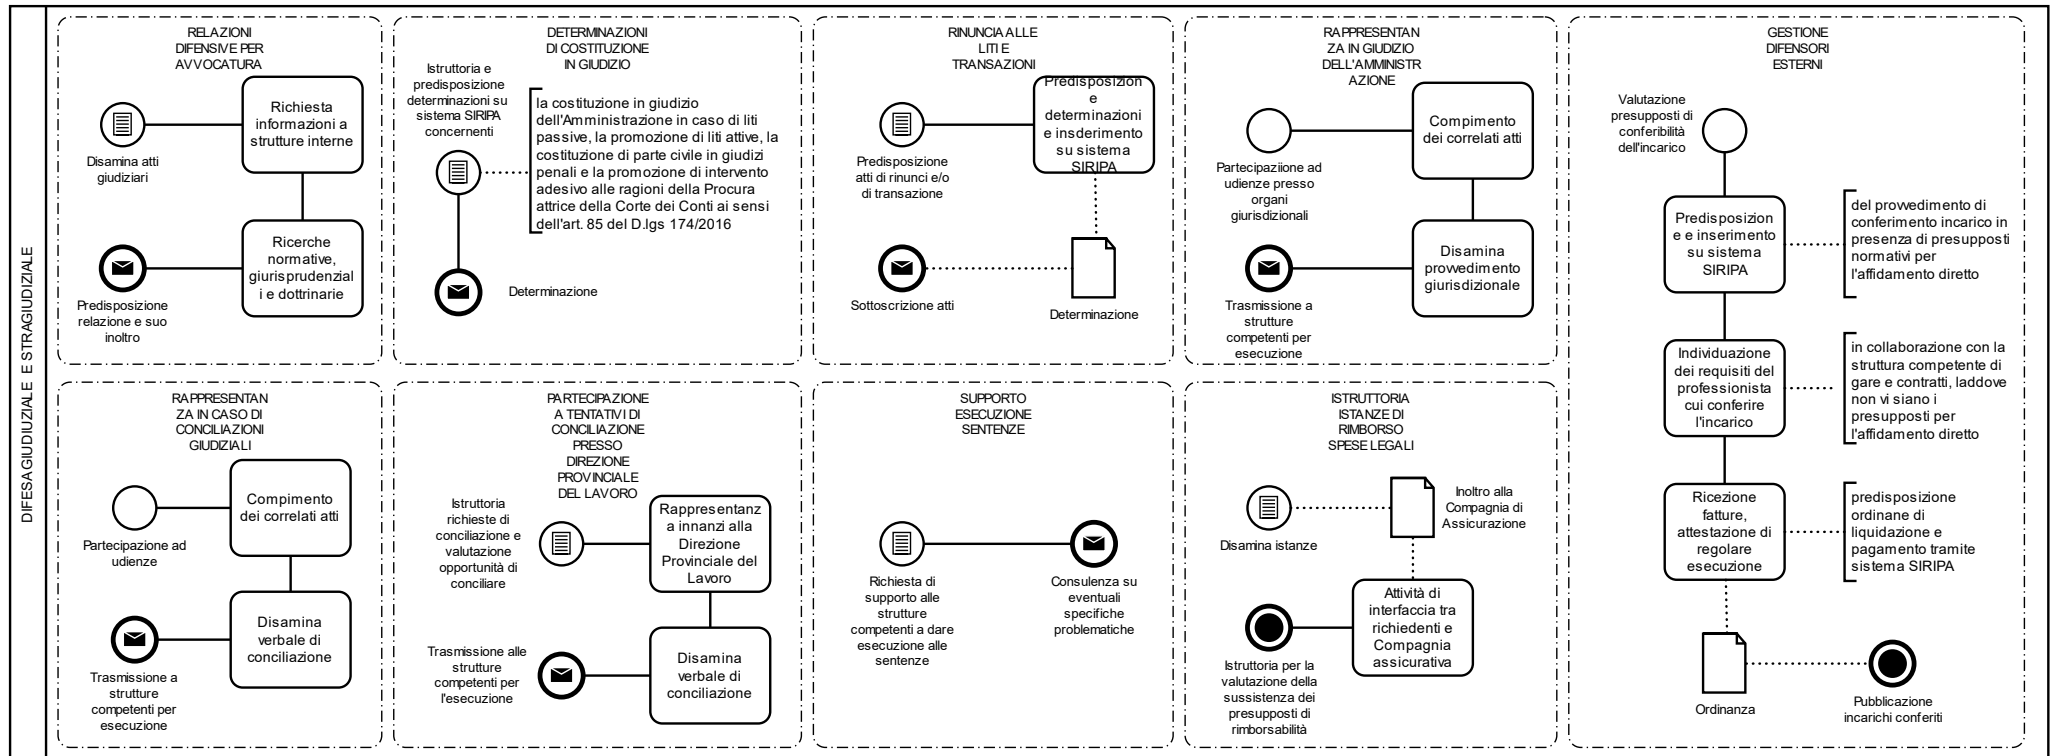 DIFESAGIUDIUZIALE E STRAGIUDIZIALE
RELAZIONI
DIFENSIVE PER
AVVOCATURA
Disamina atti
giudiziari
Richiesta
informazioni a
strutture interne
Ricerche
normative,
giurisprudenzial
i e dottrinarie
Predisposizione
relazione e suo
inoltro
DETERMINAZIONI
DI COSTITUZIONE
IN GIUDIZIO
Istruttoria e
predisposizione
determinazioni su
sistema SIRIPA
concernenti
la costituzione in giudizio
dell'Amministrazione in caso di liti
passive, la promozione di liti attive, la
costituzione di parte civile in giudizi
penali e la promozione di intervento
adesivo alle ragioni della Procura
attrice della Corte dei Conti ai sensi
dell'art. 85 del D.lgs 174/2016
Determinazione
RINUNCIA ALLE
LITI E
TRANSAZIONI
Predisposizione
atti di rinunci e/o
di transazione
Predisposizion
e
determinazioni
e insderimento
su sistema
SIRIPA
Sottoscrizione atti
Determinazione
RAPPRESENTAN
ZA IN GIUDIZIO
DELL'AMMINISTR
AZIONE
Partecipaziione ad
udienze presso
organi
giurisdizionali
Compimento
dei correlati atti
Disamina
provvedimento
giurisdizionale
Trasmissione a
strutture
competenti per
esecuzione
GESTIONE
DIFENSORI
ESTERNI
Valutazione
presupposti di
conferibilità
dell'incarico
Predisposizion
e e inserimento
su sistema
SIRIPA
del provvedimento di
conferimento incarico in
presenza di presupposti
normativi per
l'affidamento diretto
Individuazione
dei requisiti del
professionista
cui conferire
l'incarico
in collaborazione con la
struttura competente di
gare e contratti, laddove
non vi siano i
presupposti per
l'affidamento diretto
Ricezione
fatture,
attestazione di
regolare
esecuzione
predisposizione
ordinane di
liquidazione e
pagamento tramite
sistema SIRIPA
Ordinanza
Pubblicazione
incarichi conferiti
RAPPRESENTAN
ZA IN CASO DI
CONCILIAZIONI
GIUDIZIALI
Partecipazione ad
udienze
Compimento
dei correlati atti
Disamina
verbale di
conciliazione
Trasmissione a
strutture
competenti per
esecuzione
PARTECIPAZIONE
A TENTATIVI DI
CONCILIAZIONE
PRESSO
DIREZIONE
PROVINCIALE
DEL LAVORO
Istruttoria
richieste di
conciliazione e
valutazione
opportunità di
conciliare
Rappresentanz
a innanzi alla
Direzione
Provinciale del
Lavoro
Trasmissione alle
strutture
competenti per
l'esecuzione
Disamina
verbale di
conciliazione
SUPPORTO
ESECUZIONE
SENTENZE
Richiesta di
supporto alle
strutture
competenti a dare
esecuzione alle
sentenze
Consulenza su
eventuali
specifiche
problematiche
ISTRUTTORIA
ISTANZE DI
RIMBORSO
SPESE LEGALI
Disamina istanze
Inoltro alla
Compagnia di
Assicurazione
Attività di
interfaccia tra
richiedenti e
Compagnia
assicurativa
Istruttoria per la
valutazione della
sussistenza dei
presupposti di
rimborsabilità